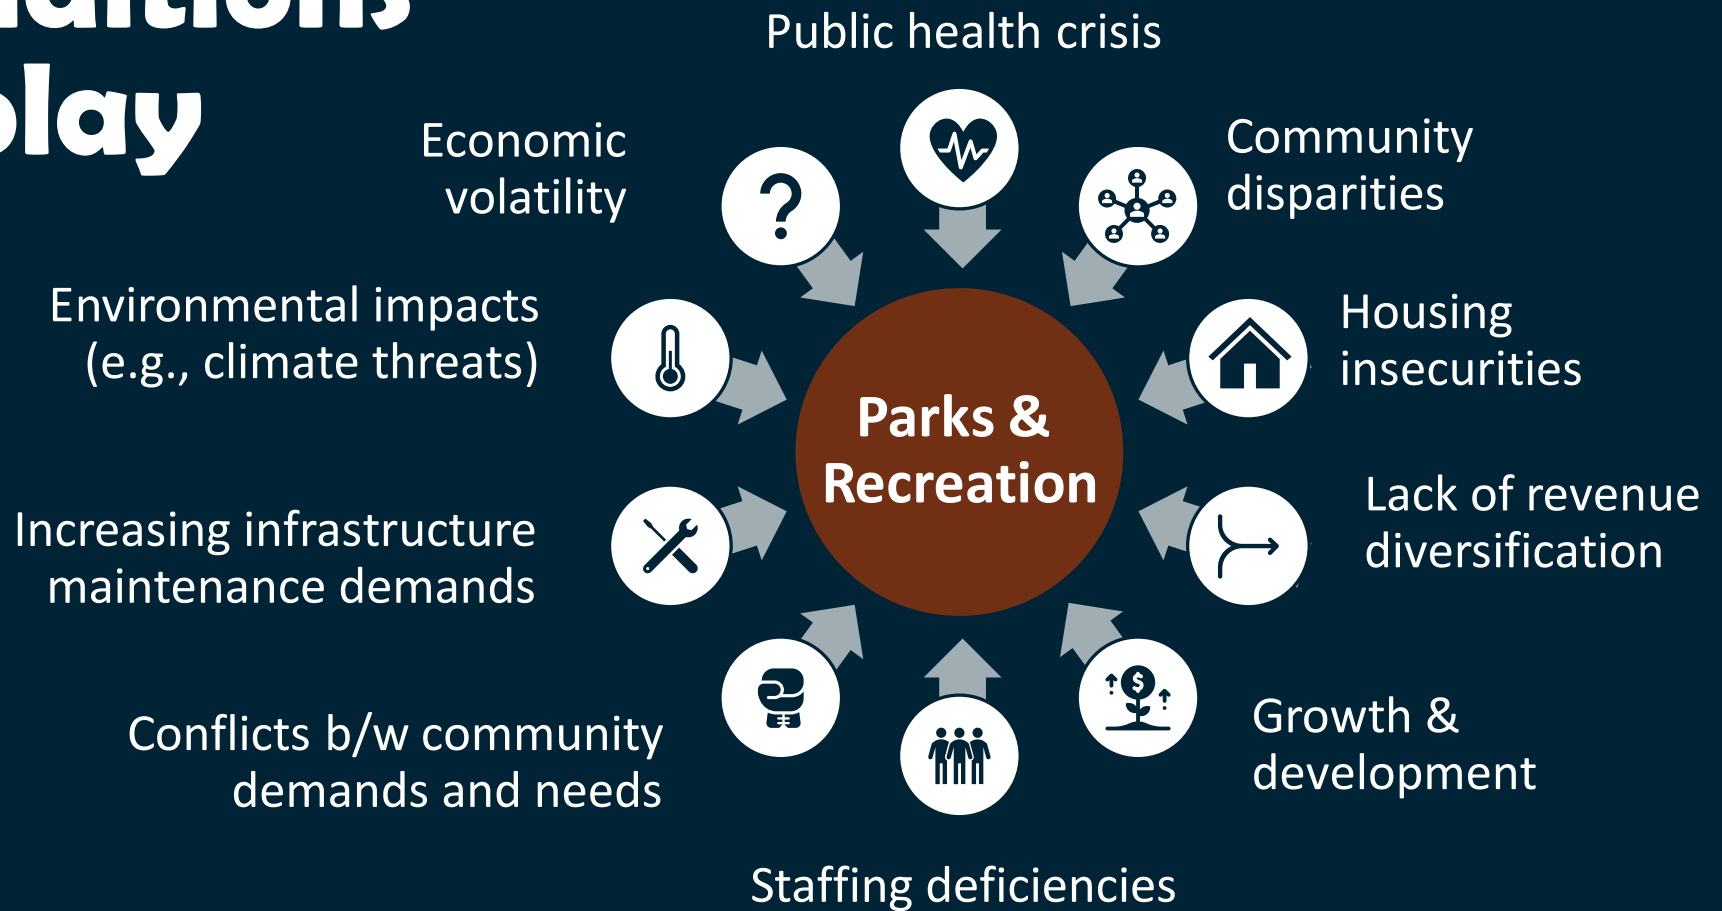 play
Public health crisis
Economic
volatility
Community
disparities
Environmental impacts
(e.g., climate threats)
Housing
insecurities
Parks &
Recreation
Increasing infrastructure
maintenance demands
Lack of revenue
diversification
Conflicts b/w community
demands and needs
$
Growth &
development
Staffing deficiencies